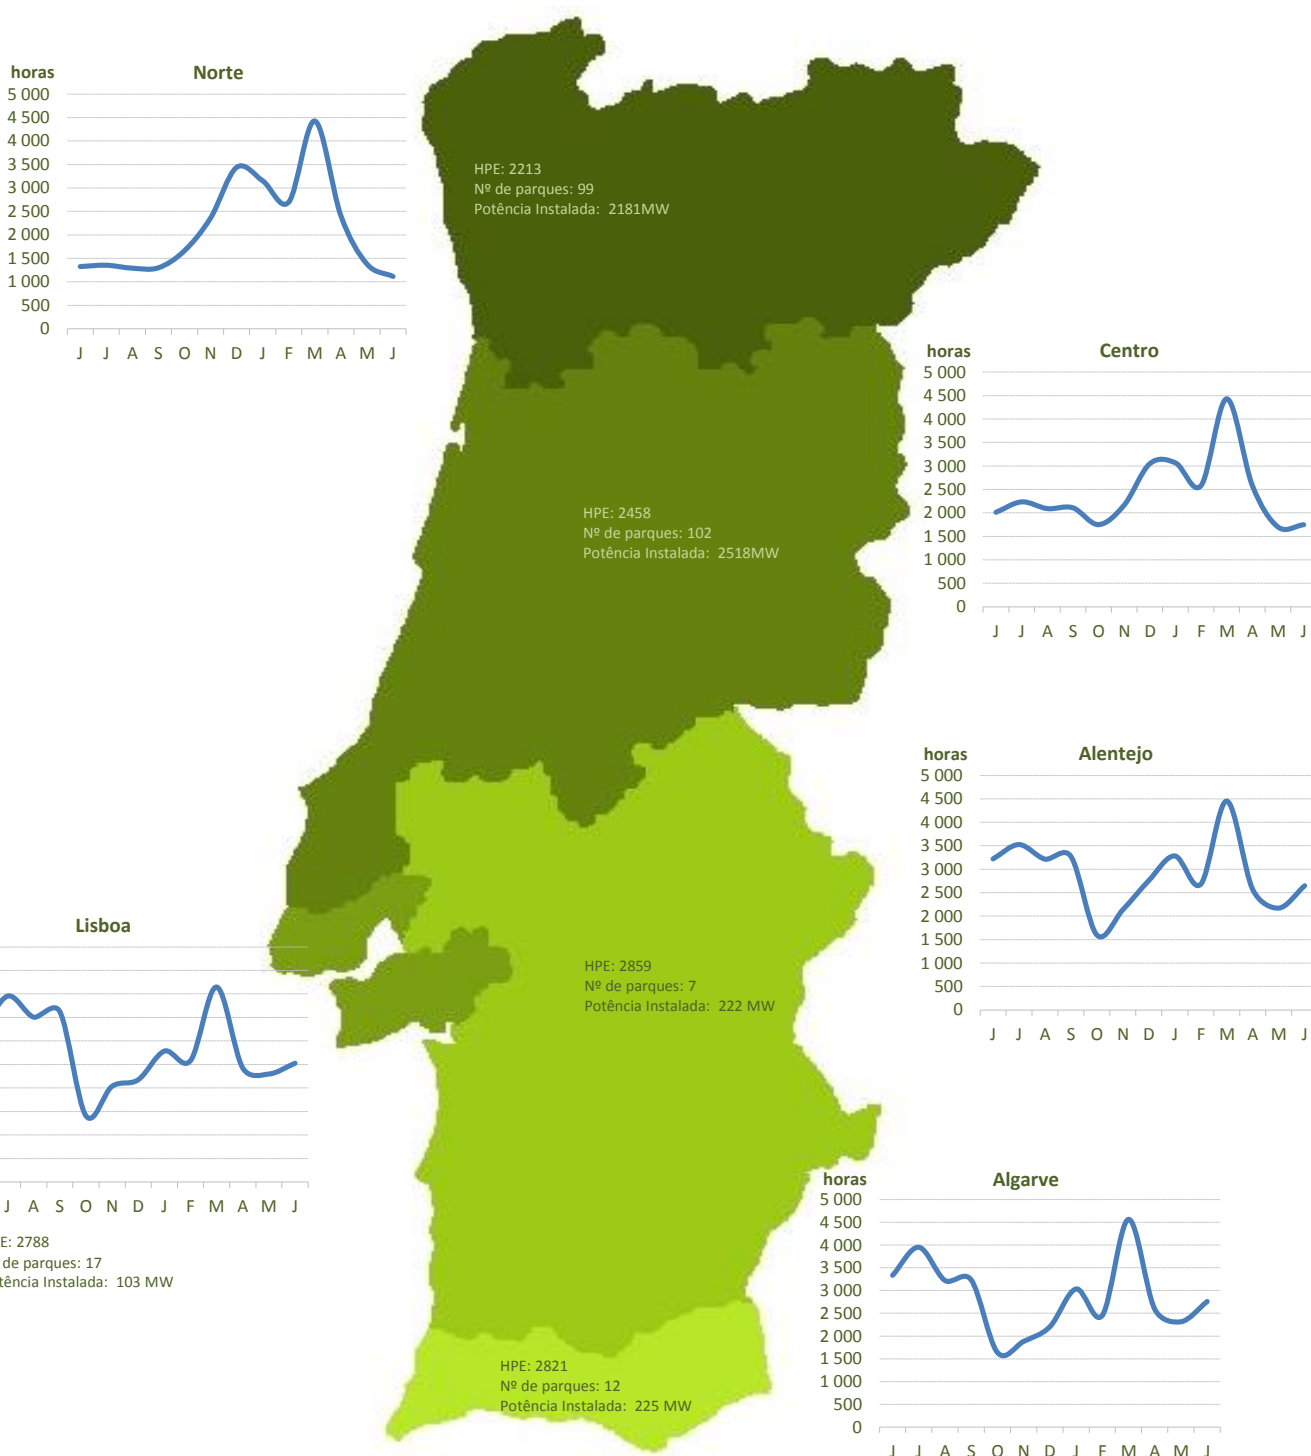 Norte
horas
5 000
4 500
4 000
3 500
3 000
2 500
2 000
1 500
1 000
500
0
J J A S O N D J F M A M J
HPE: 2213
Nº de parques: 99
Potência Instalada: 2181MW
Centro
horas
5 000
4 500
4 000
3 500
3 000
2 500
2 000
1 500
1 000
500
0
J J A S O N D J F M A M J
HPE: 2458
Nº de parques: 102
Potência Instalada: 2518MW
Alentejo
horas
5 000
4 500
4 000
3 500
3 000
2 500
2 000
1 500
1 000
500
0
J J A S O N D J F M A M J
HPE: 2859
Nº de parques: 7
Potência Instalada: 222 MW
Lisboa
J A S O N D J F M A M J
E: 2788
de parques: 17
tência Instalada: 103 MW
Algarve
horas
5 000
4 500
4 000
3 500
3 000
2 500
2 000
1 500
1 000
500
0
J J A S O N D J F M A M J
HPE: 2821
Nº de parques: 12
Potência Instalada: 225 MW